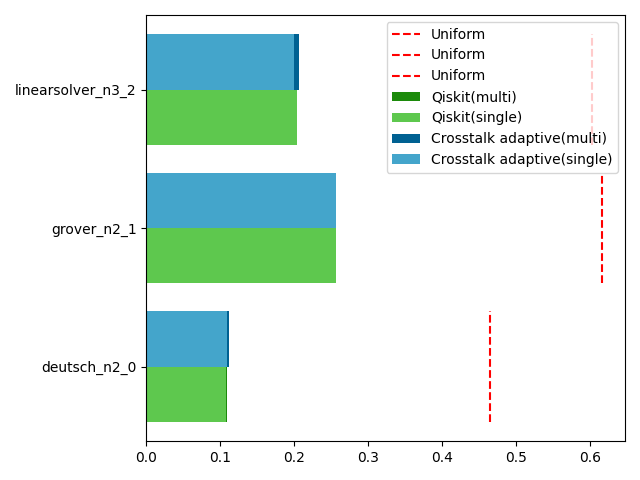 Uniform
Uniform
Uniform
Qiskit(multi)
Qiskit(single)
Crosstalk adaptive(multi)
Crosstalk adaptive(single)
linearsolver_n3_2
grover_n2_1
deutsch_n2_0
0.0 0.1 0.2 0.3 0.4 0.5 0.6